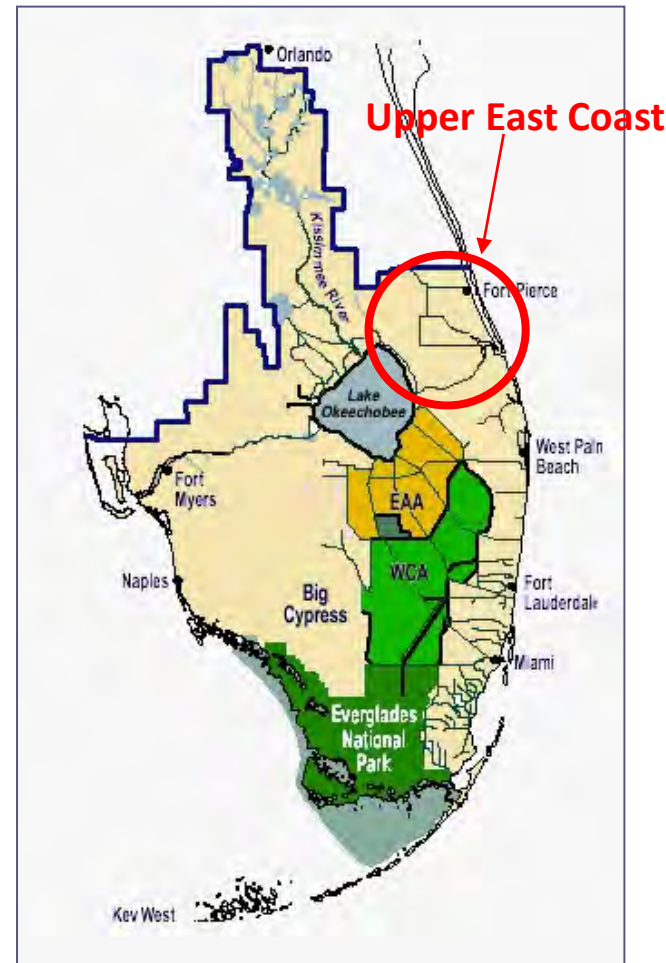 Orlando
Upper East Coast
Kissimmee River
Fort Pierce
Lake
Okeechobee
West Paln
Beach
Fort
Myers
EAA
WCA
Naples
Big
Cypress
Fort
Lauderdale
Miami
Everglades
National
Park
Kev West